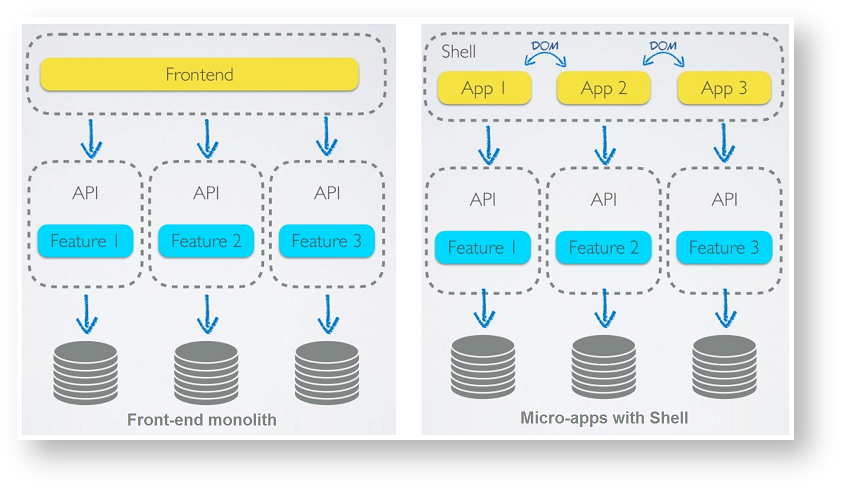 Frontend
API
API
API
Feature 1
Feature 2
Feature 3
Front-end monolith
Shell
DOM
DOM
App 1
App 2
App 3
API
API
API
Feature 1
Feature 2
Feature 3
Micro-apps with Shell